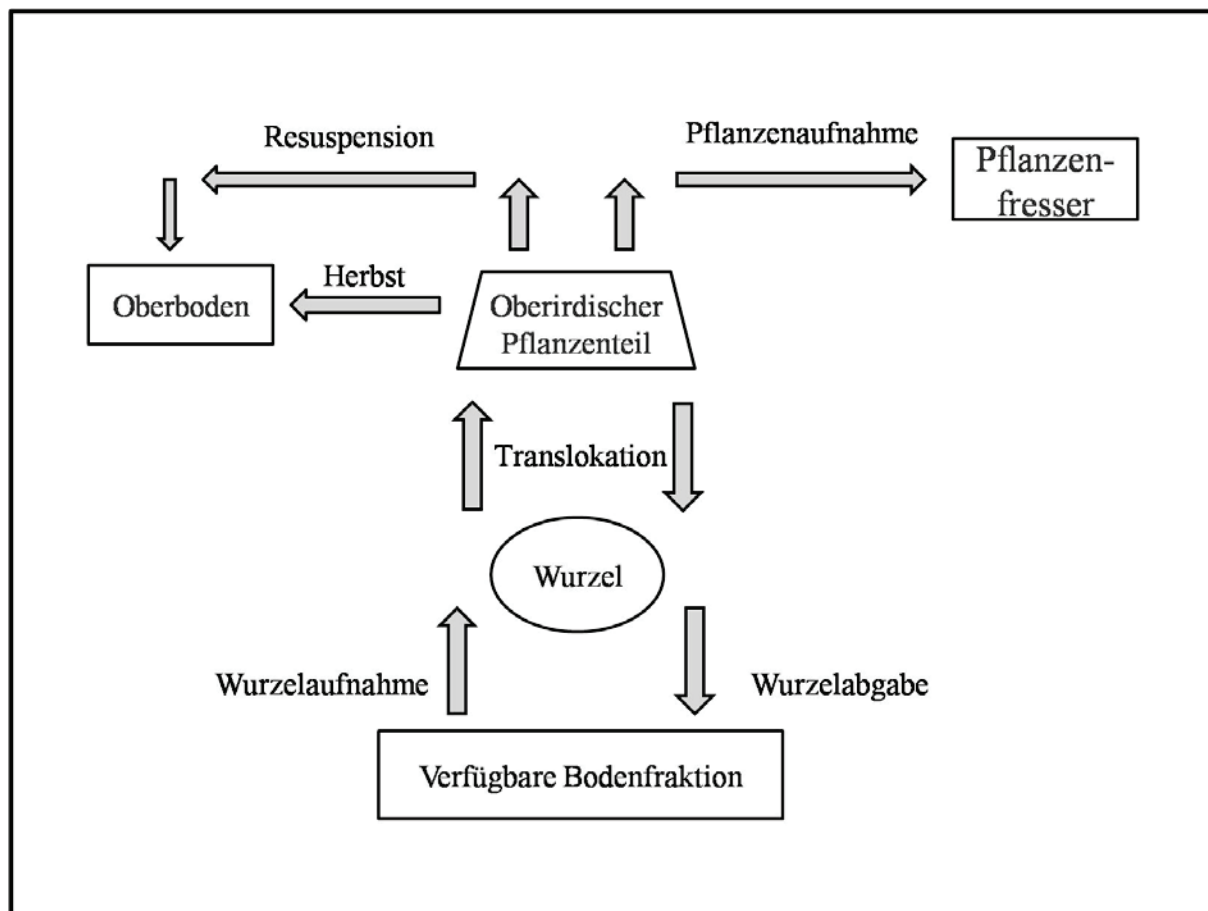 Resuspension
Pflanzenaufnahme
Pflanzen-
fresser
Herbst
Oberboden
Oberirdischer
Pflanzenteil
Translokation
Wurzel
Wurzelaufnahme
Wurzelabgabe
Verfügbare Bodenfraktion